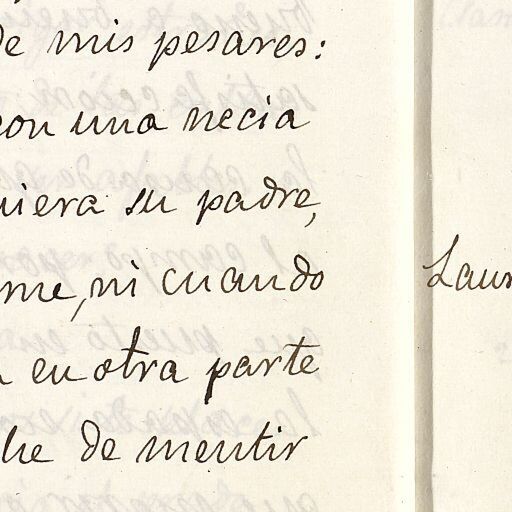 de mis pesares:
con una necia
uiera su padre,
me, ni cuando
en otra parte
he de mentir
Laur